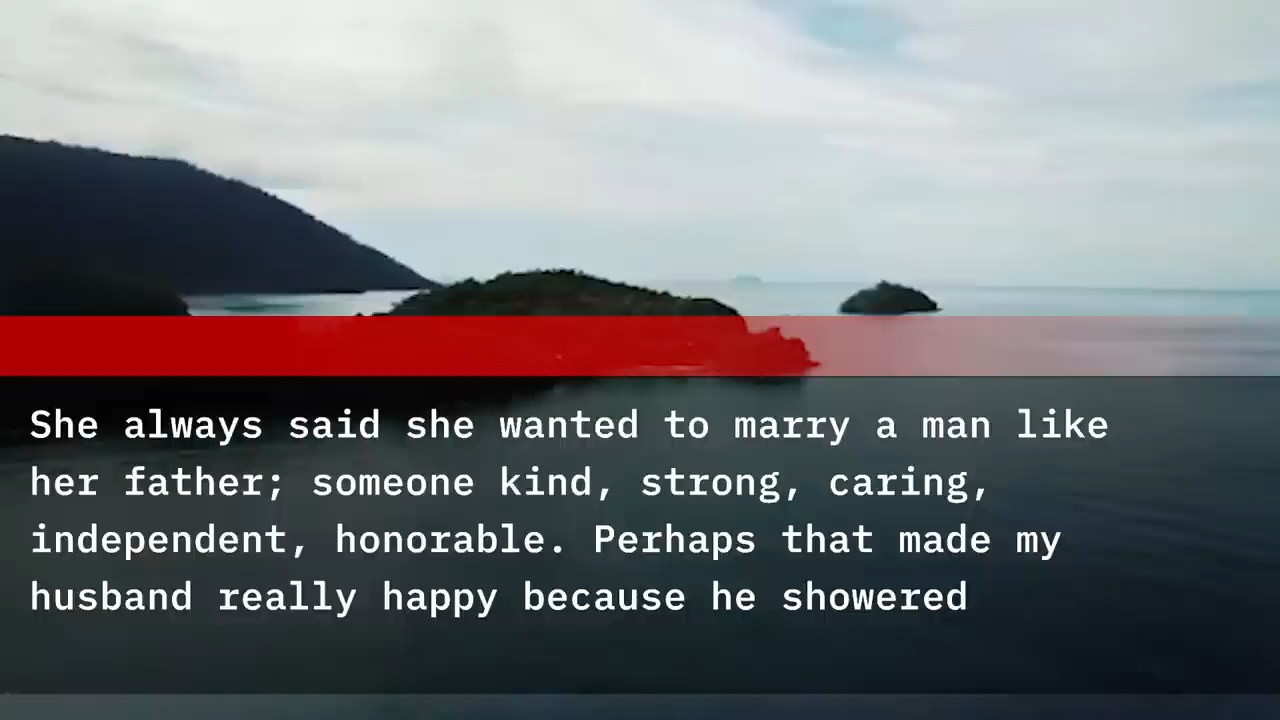 She always said she wanted to marry a man like
her father; someone kind, strong, caring,
independent, honorable. Perhaps that made my
husband really happy because he showered